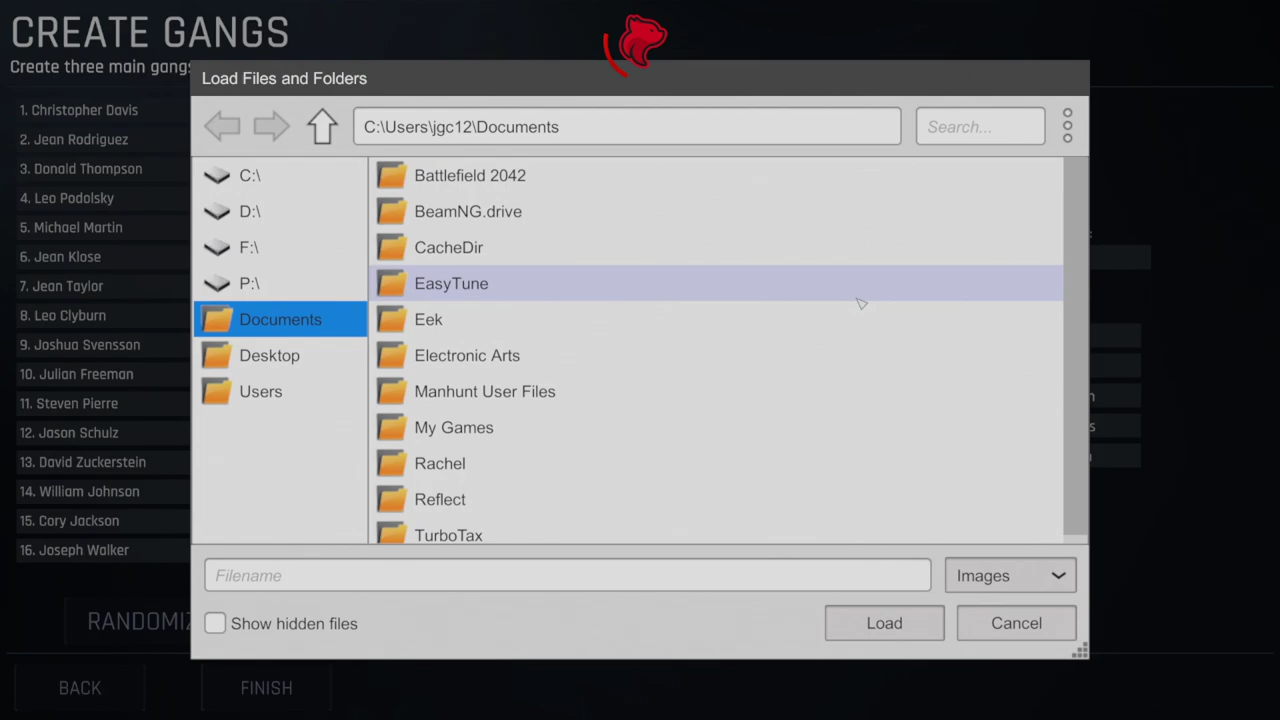 CREATE GANGS
Create three main gangs
Load Files and Folders
C:\Users\jgc12\Documents
Search...
1. Christopher Davis
2. Jean Rodriguez
3. Donald Thompson
4. Leo Podolsky
5. Michael Martin
6. Jean Klose
7. Jean Taylor
8. Leo Clyburn
9. Joshua Svensson
10. Julian Freeman
11. Steven Pierre
12. Jason Schulz
13. David Zuckerstein
14. William Johnson
15. Cory Jackson
16. Joseph Walker
C:\
D:\
F:\
P:\
Documents
Desktop
Users
Battlefield 2042
BeamNG.drive
CacheDir
EasyTune
Eek
Electronic Arts
Manhunt User Files
My Games
Rachel
Reflect
TurboTax
Filename
Images
Show hidden files
Load
Cancel
BACK
FINISH